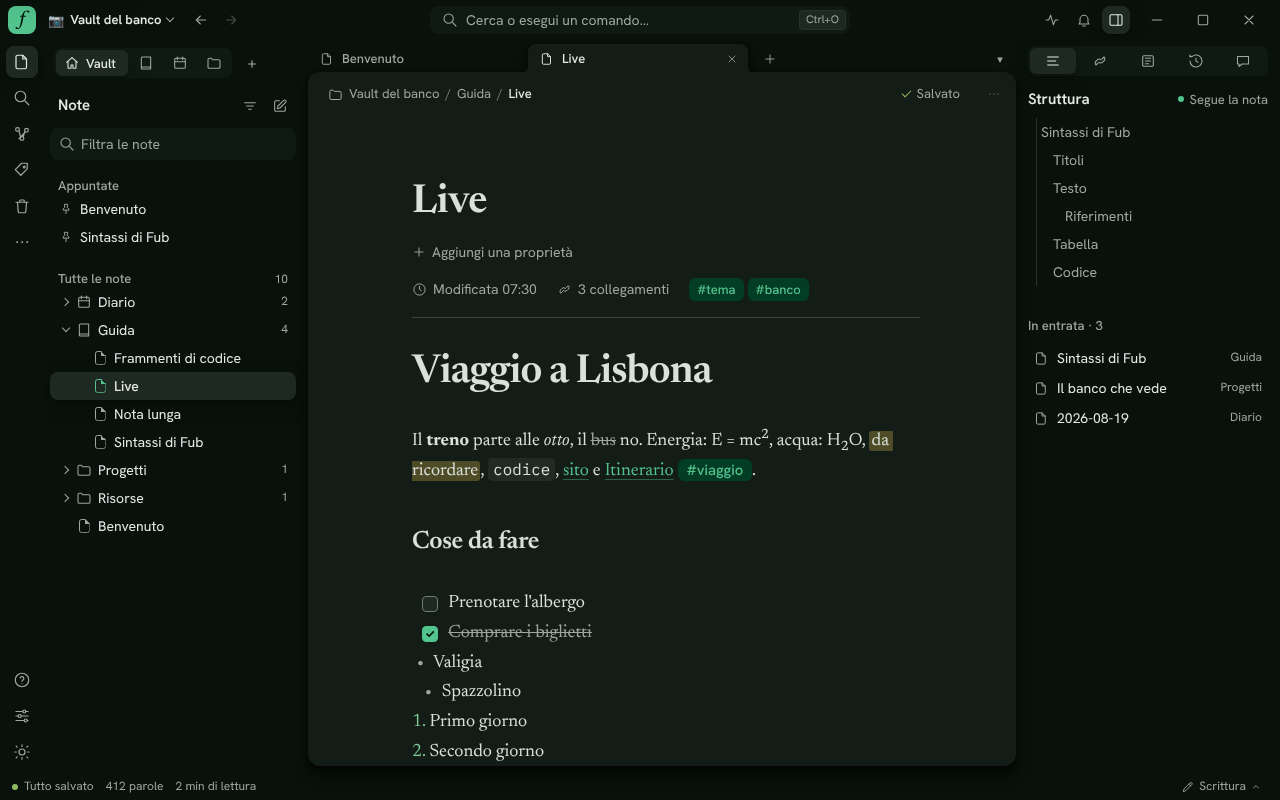 Vault del banco
Cerca o esegui un comando...
Ctrl+O
Vault
Note
Filtra le note
Appuntate
Benvenuto
Sintassi di Fub
Tutte le note 10
Diario 2
Guida 4
Frammenti di codice
Live
Nota lunga
Sintassi di Fub
Progetti 1
Risorse 1
Benvenuto
Benvenuto
Live
Vault del banco / Guida / Live
Salvato
Live
Aggiungi una proprietà
Modificata 07:30 3 collegamenti #tema #banco
Viaggio a Lisbona
Il treno parte alle otto, il bus no. Energia: E = mc², acqua: H₂O, da
ricordare, codice, sito e Itinerario #viaggio.
Cose da fare
Prenotare l'albergo
Comprare i biglietti
• Valigia
• Spazzolino
1. Primo giorno
2. Secondo giorno
Struttura
Segue la nota
Sintassi di Fub
Titoli
Testo
Riferimenti
Tabella
Codice
In entrata · 3
Sintassi di Fub Guida
Il banco che vede Progetti
2026-08-19 Diario
Tutto salvato 412 parole 2 min di lettura
Scrittura